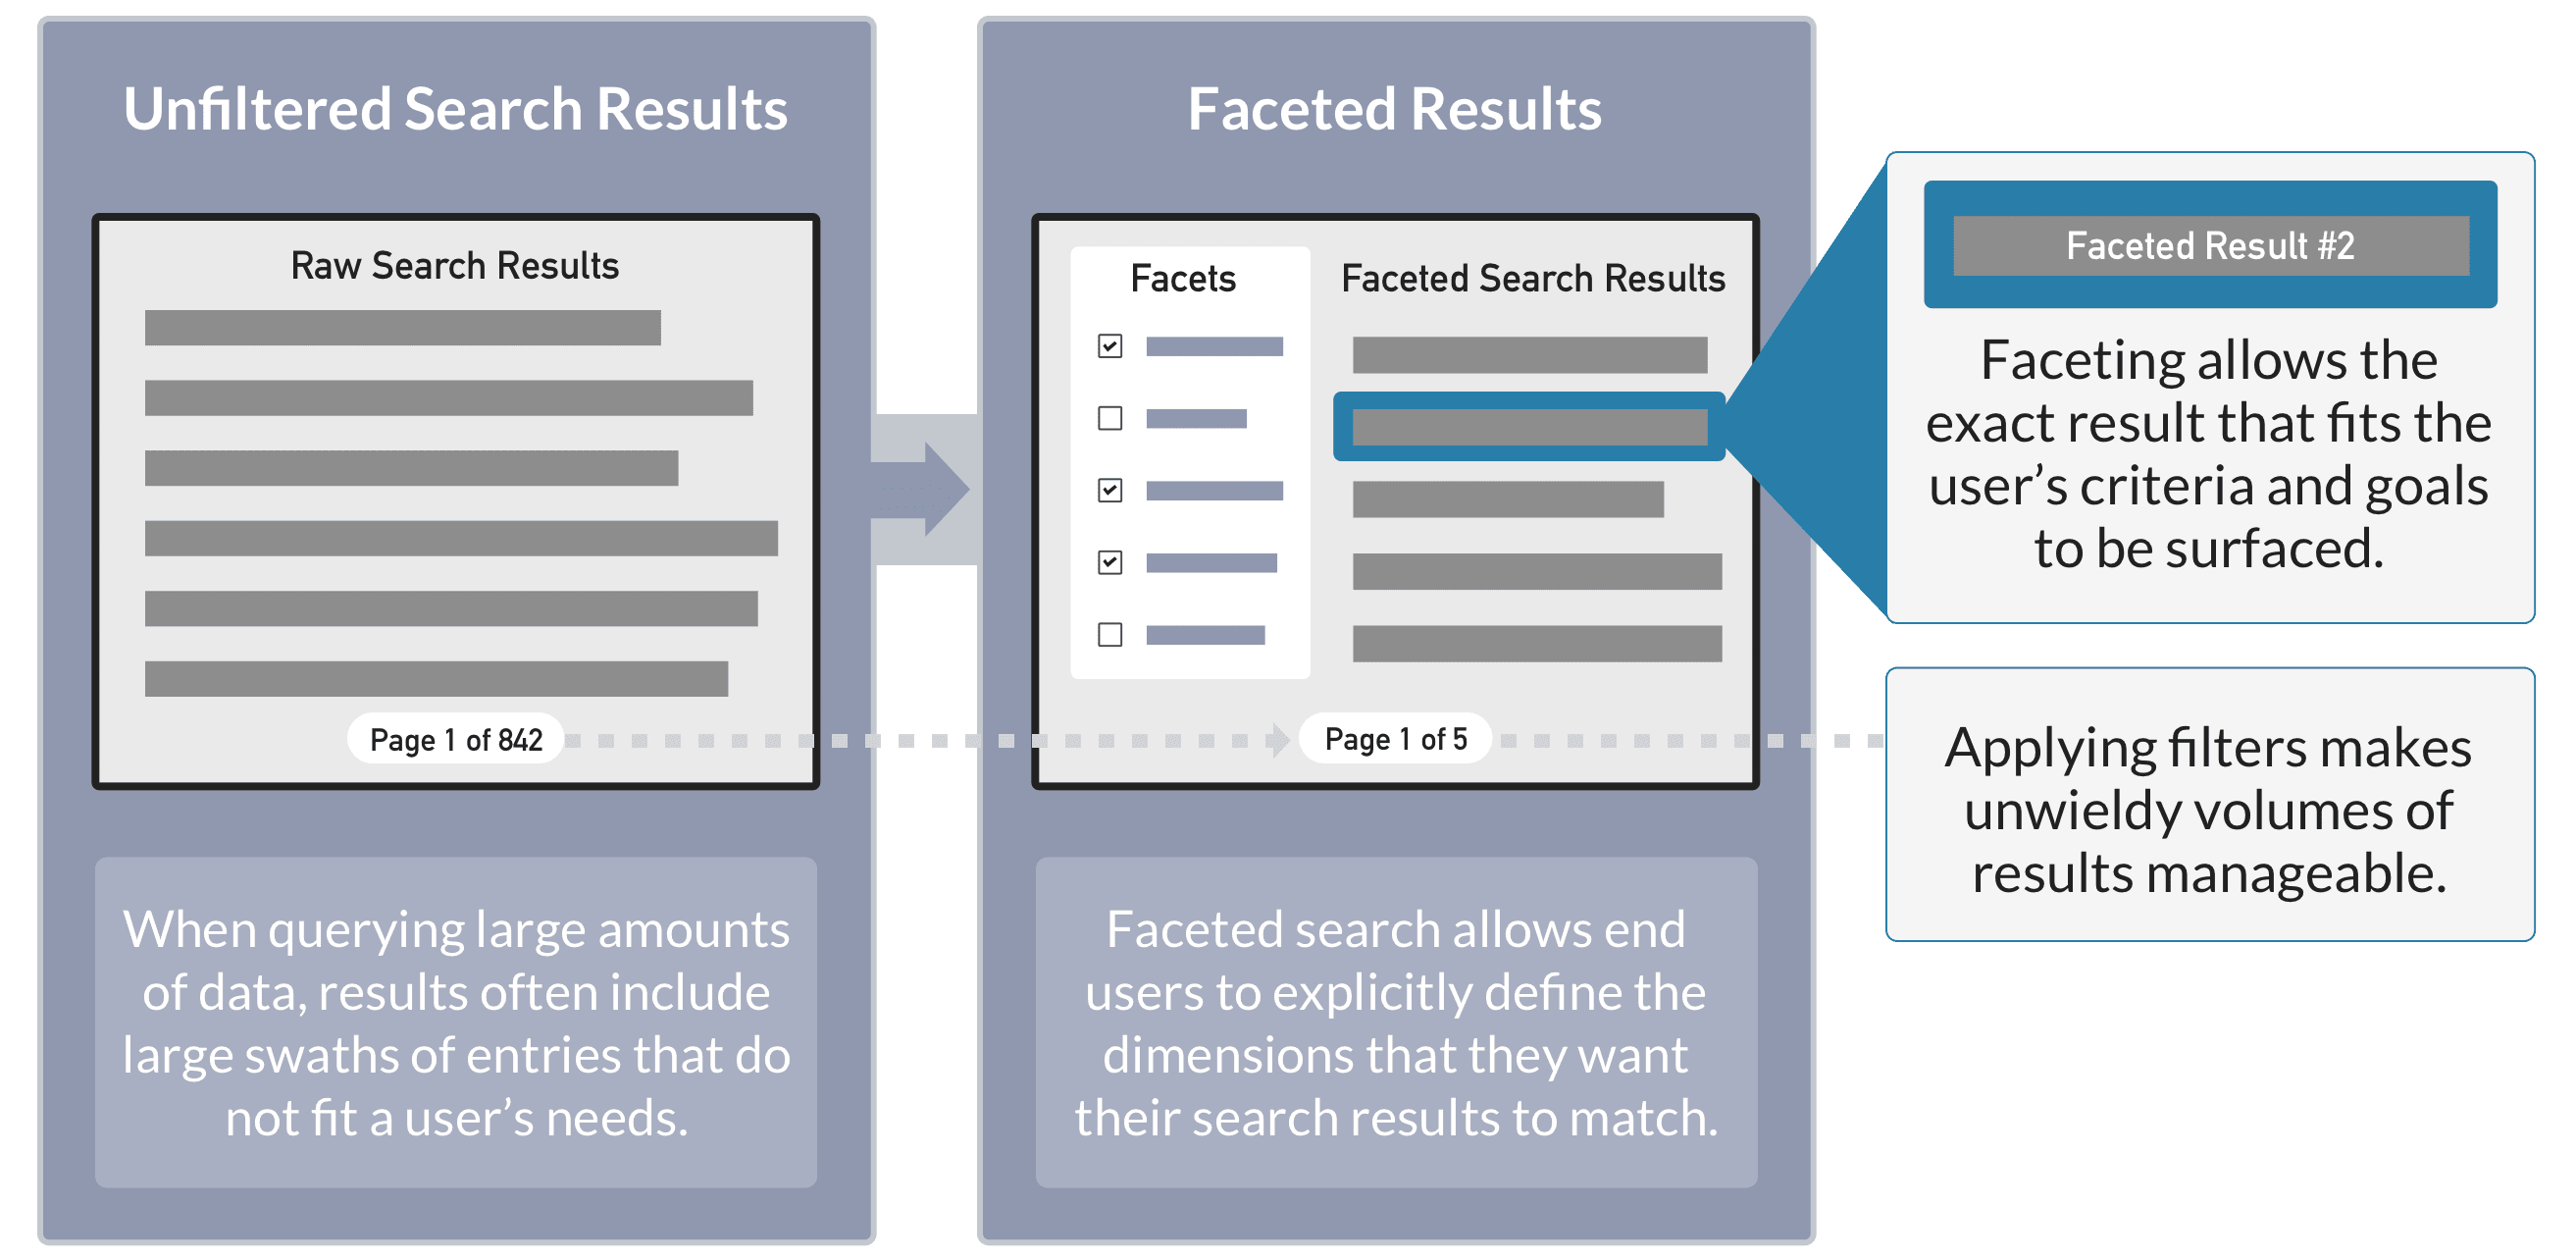 Unfiltered Search Results
Raw Search Results
Page 1 of 842
When querying large amounts
of data, results often include
large swaths of entries that do
not fit a user’s needs.
Faceted Results
Facets
Faceted Search Results
Page 1 of 5
Faceted search allows end
users to explicitly define the
dimensions that they want
their search results to match.
Faceted Result #2
Faceting allows the
exact result that fits the
user’s criteria and goals
to be surfaced.
Applying filters makes
unwieldy volumes of
results manageable.